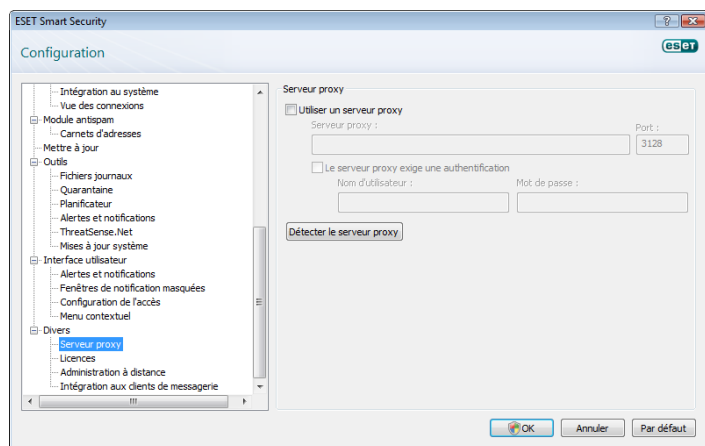 ESET Smart Security
Configuration
eseT
Intégration au système
Vue des connexions
Module antispam
Carnets d'adresses
Mettre à jour
Outils
Fichiers journaux
Quarantaine
Planificateur
Alertes et notifications
ThreatSense.Net
Mises à jour système
Interface utilisateur
Alertes et notifications
Fenêtres de notification masquées
Configuration de l'accès
Menu contextuel
Divers
Serveur proxy
Licences
Administration à distance
Intégration aux clients de messagerie
Serveur proxy
Utiliser un serveur proxy
Serveur proxy : Port :
3128
Le serveur proxy exige une authentification
Nom d'utilisateur : Mot de passe :
Détecter le serveur proxy
OK Annuler Par défaut